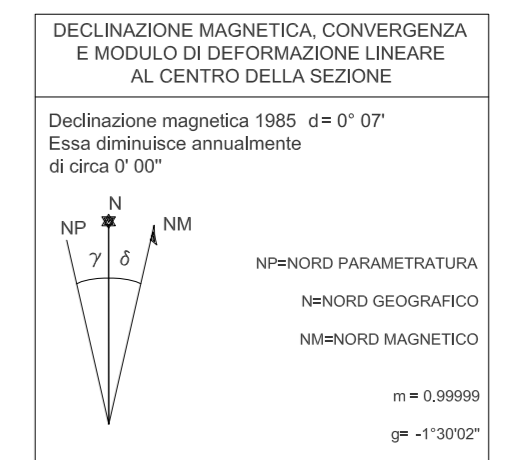 DECLINAZIONE MAGNETICA, CONVERGENZA
E MODULO DI DEFORMAZIONE LINEARE
AL CENTRO DELLA SEZIONE
Declinazione magnetica 1985 d= 0° 07'
Essa diminuisce annualmente
di circa 0' 00"
N
NP NM
γ δ
NP=NORD PARAMETRATURA
N=NORD GEOGRAFICO
NM=NORD MAGNETICO
m = 0.99999
g= -1°30'02"